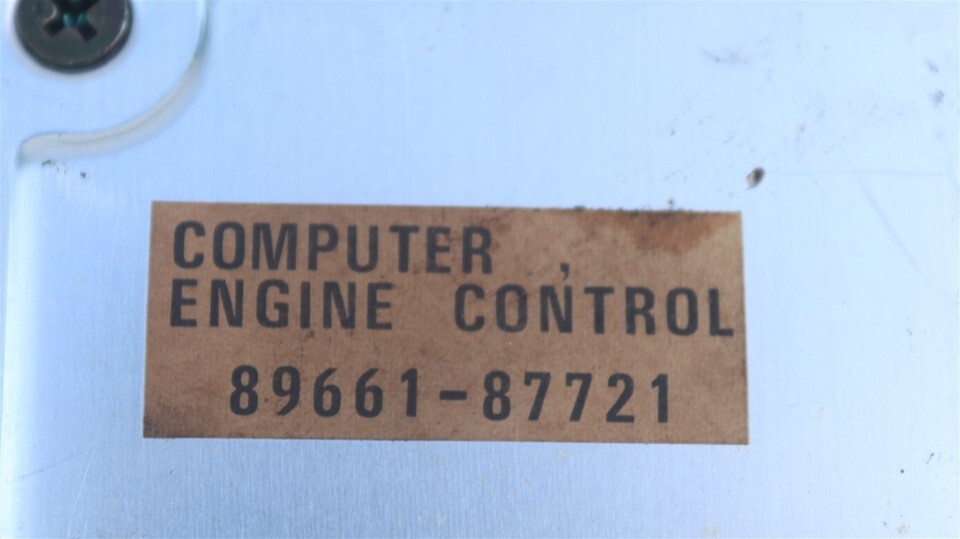 COMPUTER ,
ENGINE CONTROL
89661-87721